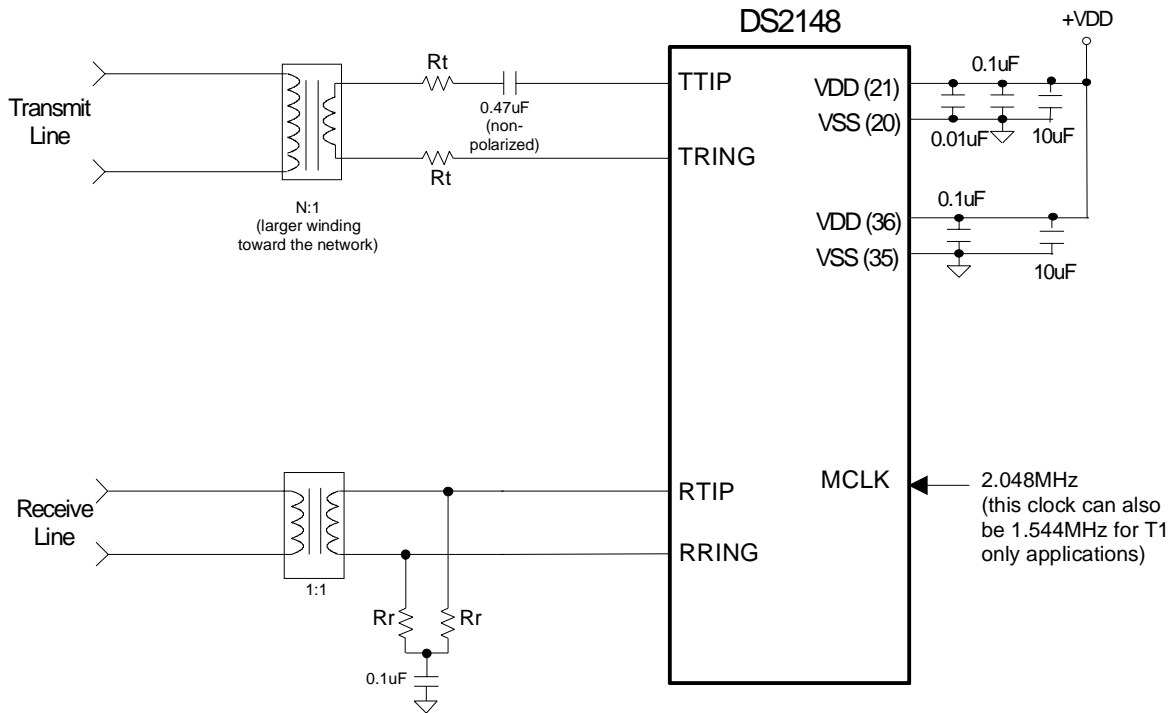 DS2148
+VDD
Transmit
Line
Rt
0.47uF
(non-
polarized)
Rt
N:1
(larger winding
toward the network)
TTIP
TRING
VDD (21)
VSS (20)
0.1uF
0.01uF
10uF
VDD (36)
VSS (35)
0.1uF
10uF
Receive
Line
1:1
RTIP
RRING
MCLK
2.048MHz
(this clock can also
be 1.544MHz for T1
only applications)
Rr
Rr
0.1uF